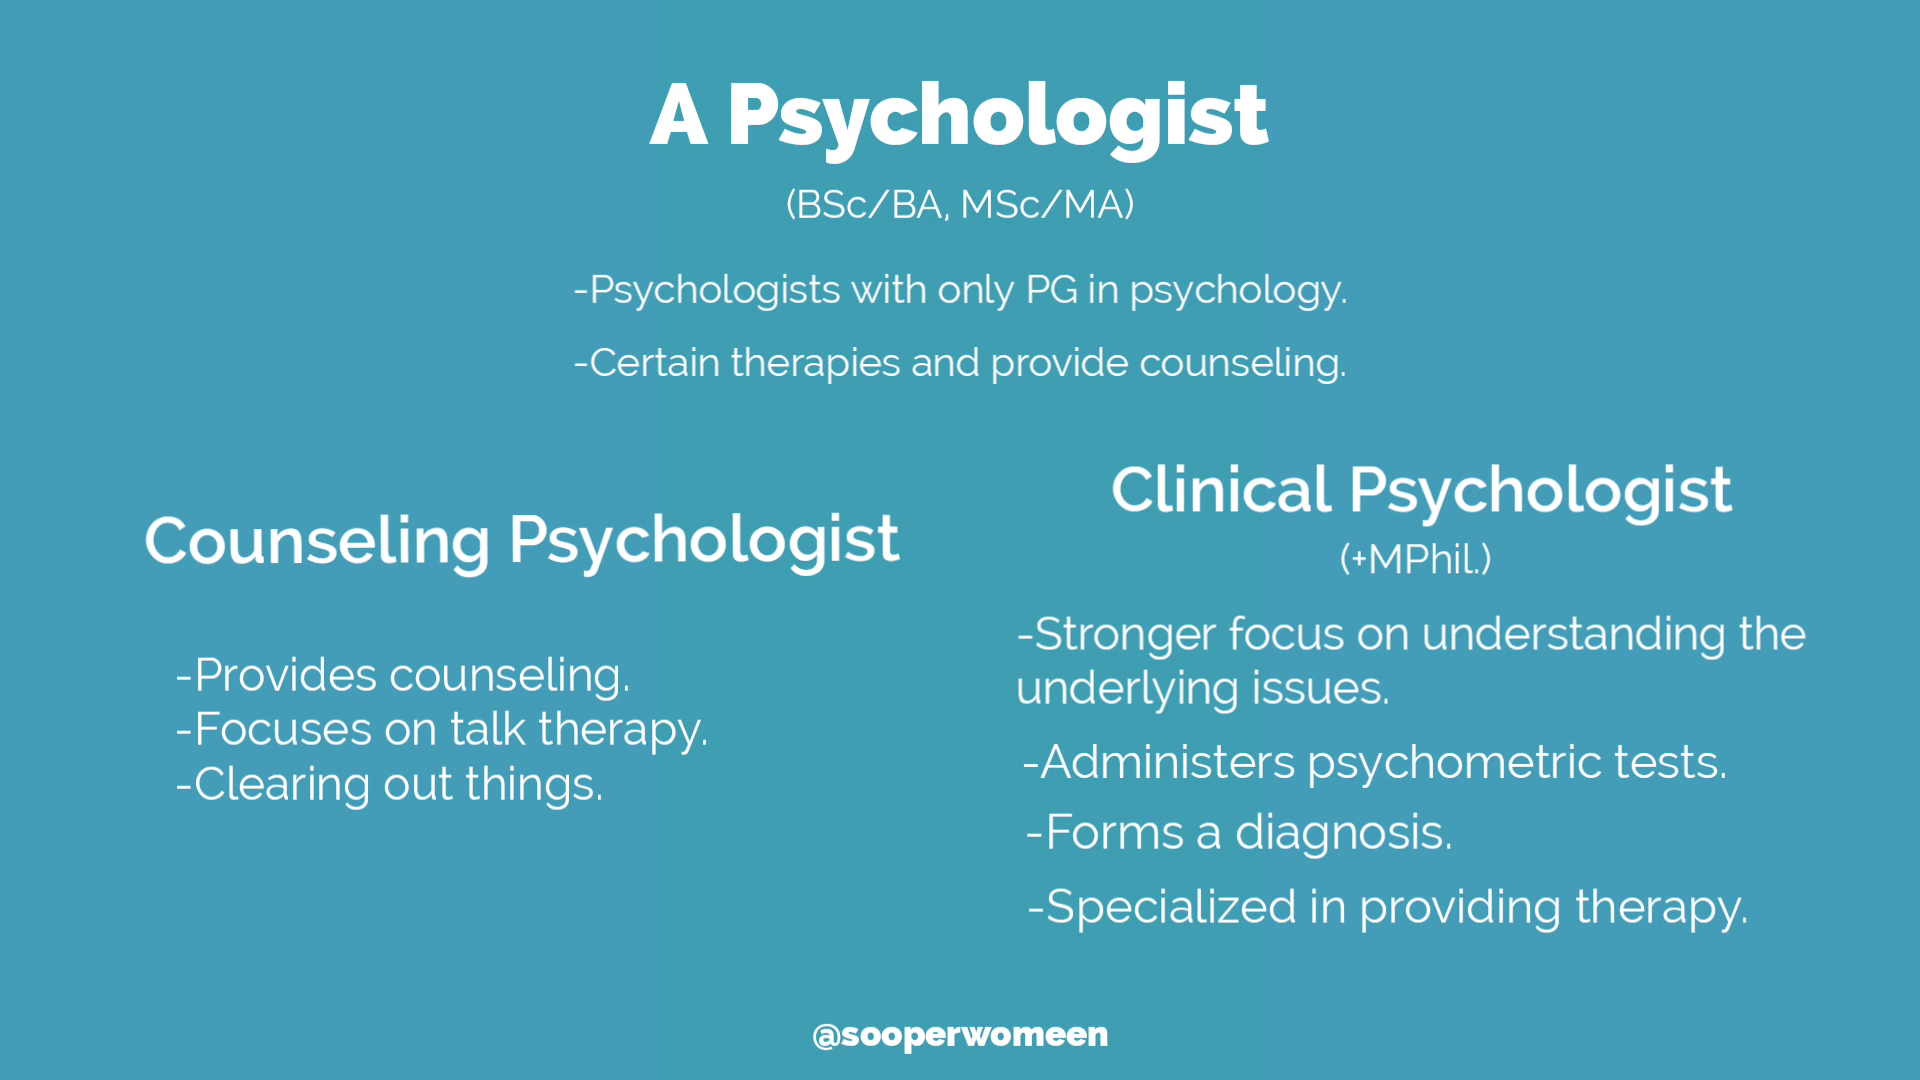 A Psychologist
(BSc/BA, MSc/MA)
-Psychologists with only PG in psychology.
-Certain therapies and provide counseling.
Counseling Psychologist
-Provides counseling.
-Focuses on talk therapy.
-Clearing out things.
Clinical Psychologist
(+MPhil.)
-Stronger focus on understanding the
underlying issues.
-Administers psychometric tests.
-Forms a diagnosis.
-Specialized in providing therapy.
@sooperwomeen